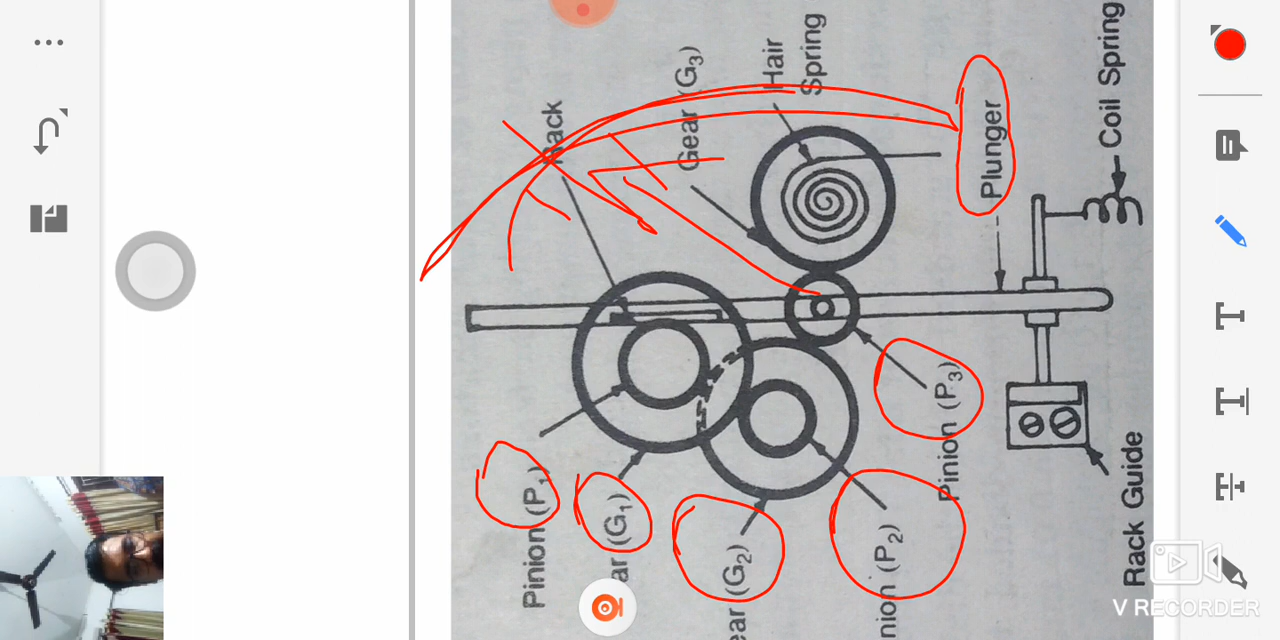 Rack
Gear (G3)
Hair
Spring
Plunger
Coil Spring
Pinion (P1)
ar (G1)
ear (G2)
nion (P2)
Pinion (P3)
Rack Guide
V RECORDER